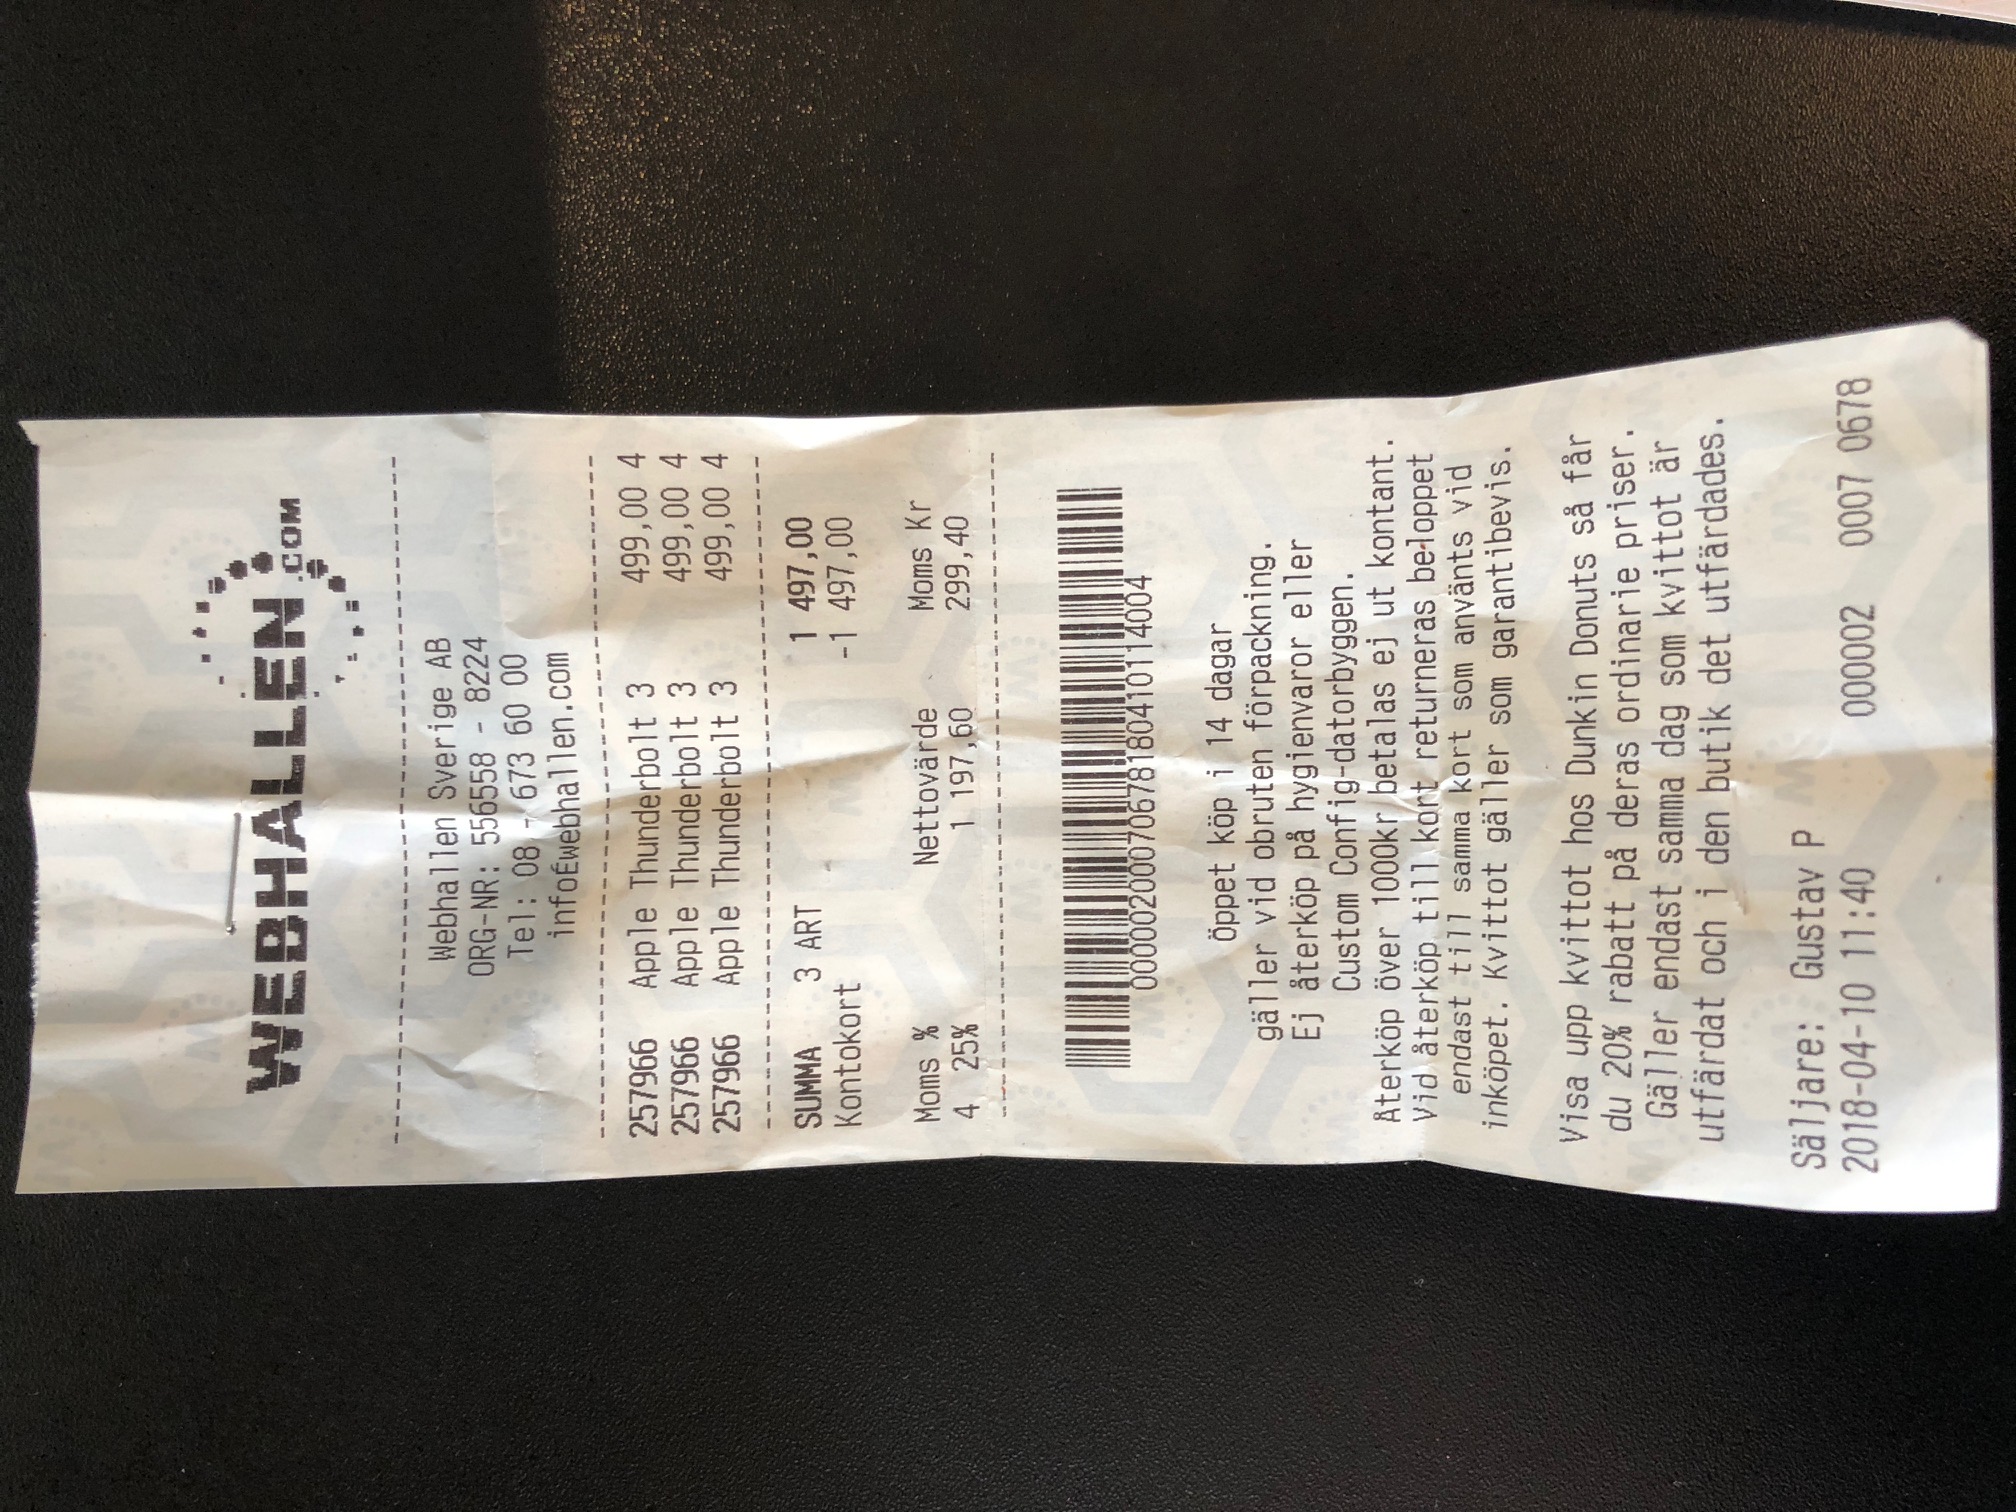 WEBHALLEN.COM
Webhallen Sverige AB
ORG-NR: 556558 - 8224
Tel: 08 - 673 60 00
infoÉwebhallen.com
257966 Apple Thunderbolt 3 499,00 4
257966 Apple Thunderbolt 3 499,00 4
257966 Apple Thunderbolt 3 499,00 4
SUMMA 3 ART 1 497,00
Kontokort -1 497,00
Moms % Nettovärde Moms Kr
4 25% 1 197,60 299,40
00000200070678180410114004
Öppet köp i 14 dagar
gäller vid obruten förpackning.
Ej återköp på hygienvaror eller
Custom Config-datorbyggen.
Återköp över 1000kr betalas ej ut kontant.
Vid återköp till kort returneras beloppet
endast till samma kort som använts vid
inköpet. Kvittot gäller som garantibevis.
Visa upp kvittot hos Dunkin Donuts så får
du 20% rabatt på deras ordinarie priser.
Gäller endast samma dag som kvittot är
utfärdat och i den butik det utfärdades.
Säljare: Gustav P
2018-04-10 11:40 000002 0007 0678